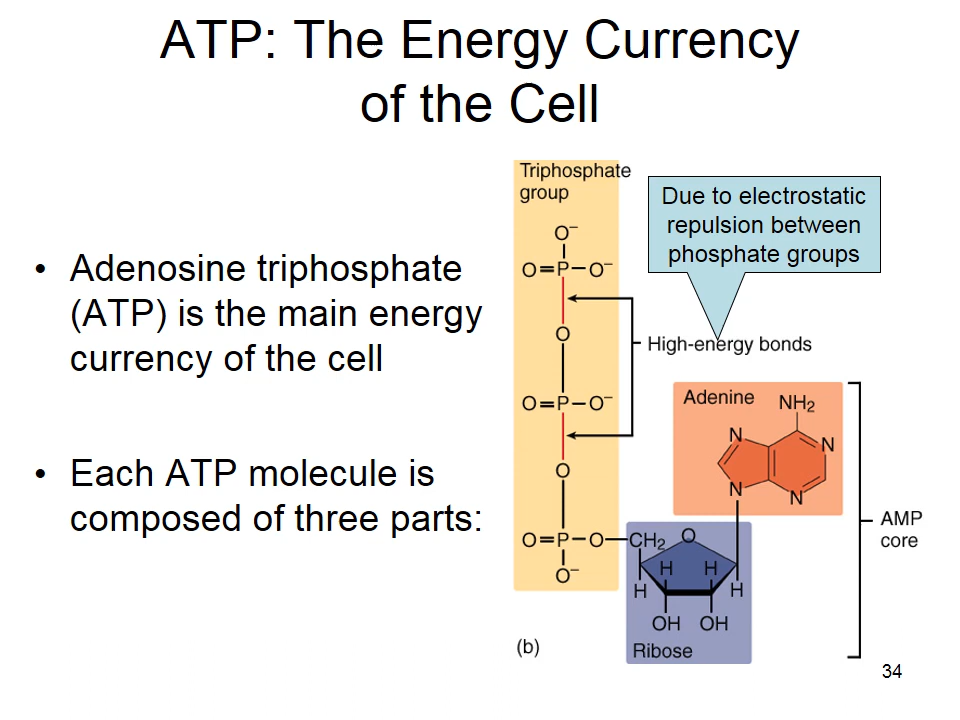 ATP: The Energy Currency
of the Cell
• Adenosine triphosphate
(ATP) is the main energy
currency of the cell
• Each ATP molecule is
composed of three parts:
Triphosphate
group
Due to electrostatic
repulsion between
phosphate groups
O⁻
O=P–O⁻
O
High-energy bonds
O=P–O⁻
O
O=P–O–CH₂
O⁻
Adenine
NH₂
N
N
N
N
AMP
core
O
H
H
H
H
OH
OH
Ribose
(b)
34